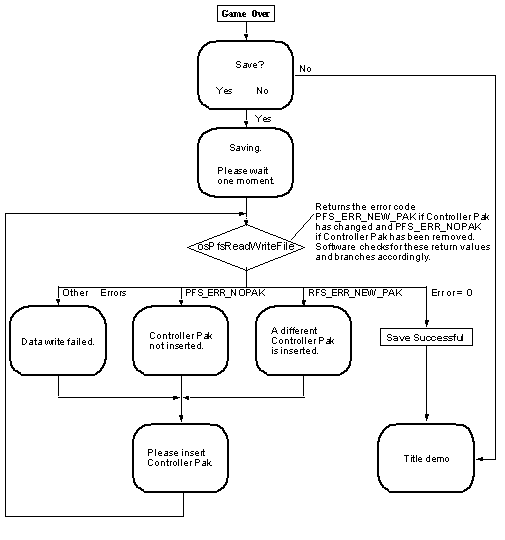 Game Over
Save?
No
Yes No
Yes
Saving.
Please wait
one moment.
Returns the error code
PFS_ERR_NEW_PAK if Controller Pak
has changed and PFS_ERR_NOPAK
if Controller Pak has been removed.
Software checks for these return values
and branches accordingly.
osPfsReadWriteFile
Other Errors
PFS_ERR_NOPAK
RFS_ERR_NEW_PAK
Error = 0
Data write failed.
Controller Pak
not inserted.
A different
Controller Pak
is inserted.
Save Successful
Please insert
Controller Pak.
Title demo